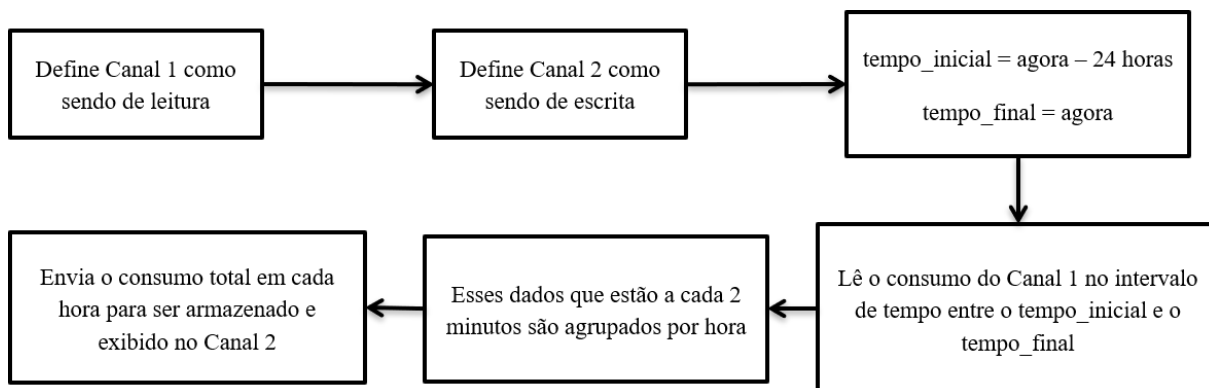 Define Canal 1 como
sendo de leitura
Define Canal 2 como
sendo de escrita
tempo_inicial = agora – 24 horas
tempo_final = agora
Lê o consumo do Canal 1 no intervalo
de tempo entre o tempo_inicial e o
tempo_final
Esses dados que estão a cada 2
minutos são agrupados por hora
Envia o consumo total em cada
hora para ser armazenado e
exibido no Canal 2